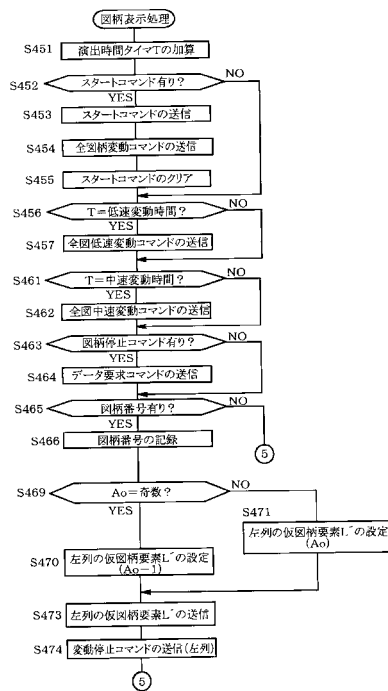 図柄表示処理
S451 演出時間タイマTの加算
S452 スタートコマンド有り? NO
YES
S453 スタートコマンドの送信
S454 全図柄変動コマンドの送信
S455 スタートコマンドのクリア
S456 T=低速変動時間? NO
YES
S457 全図低速変動コマンドの送信
S461 T=中速変動時間? NO
YES
S462 全図中速変動コマンドの送信
S463 図柄停止コマンド有り? NO
YES
S464 データ要求コマンドの送信
S465 図柄番号有り? NO
YES
S466 図柄番号の記録
5
S469 Ao=奇数? NO
YES
S471
左列の仮図柄要素L´の設定
(Ao)
S470 左列の仮図柄要素L´の設定
(Ao−1)
S473 左列の仮図柄要素L´の送信
S474 変動停止コマンドの送信(左列)
5